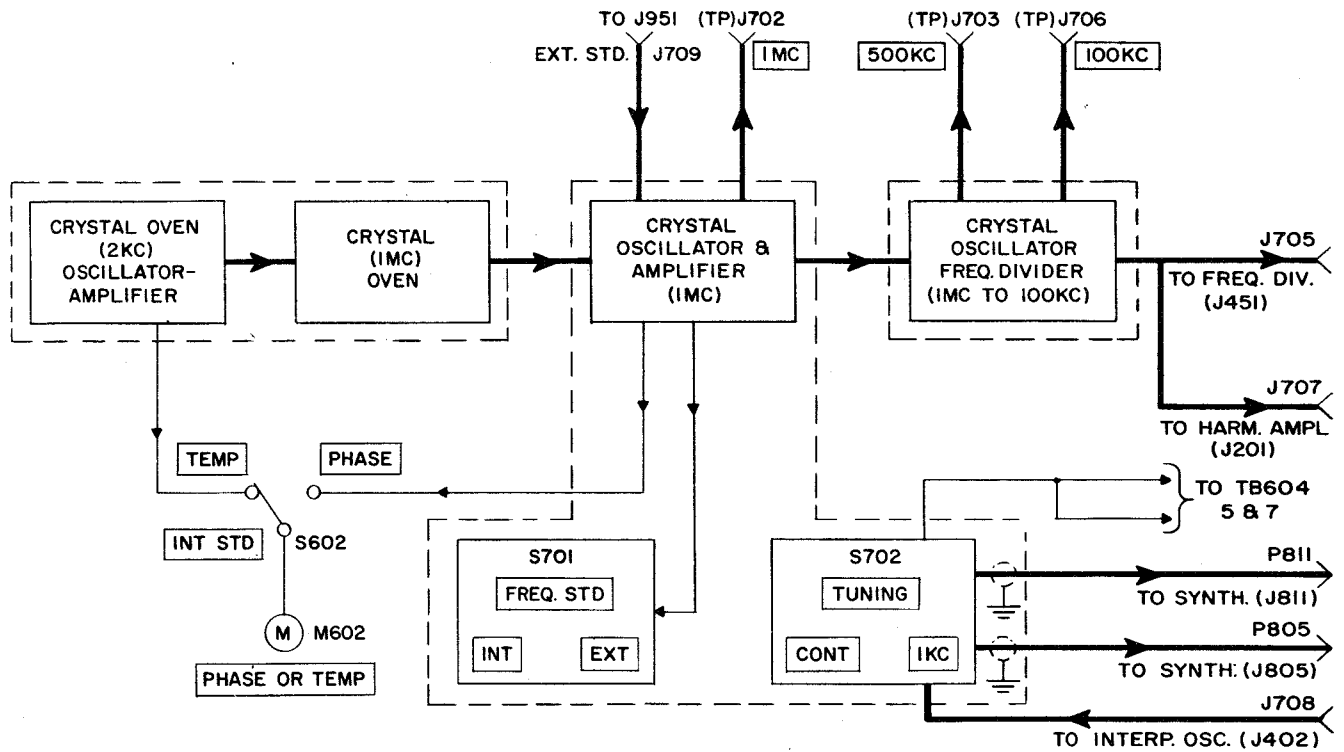 TO J951 (TP)J702
EXT. STD. J709
1MC
(TP)J703 (TP)J706
500KC
100KC
CRYSTAL OVEN
(2KC)
OSCILLATOR-
AMPLIFIER
CRYSTAL
(1MC)
OVEN
CRYSTAL
OSCILLATOR &
AMPLIFIER
(1MC)
CRYSTAL
OSCILLATOR
FREQ. DIVIDER
(1MC TO 100KC)
J705
TO FREQ. DIV.
(J451)
J707
TO HARM. AMPL
(J201)
TEMP
PHASE
INT STD
S602
M
M602
PHASE OR TEMP
S701
FREQ. STD
INT
EXT
S702
TUNING
CONT
1KC
TO TB604
5 & 7
P811
TO SYNTH. (J811)
P805
TO SYNTH. (J805)
J708
TO INTERP. OSC. (J402)